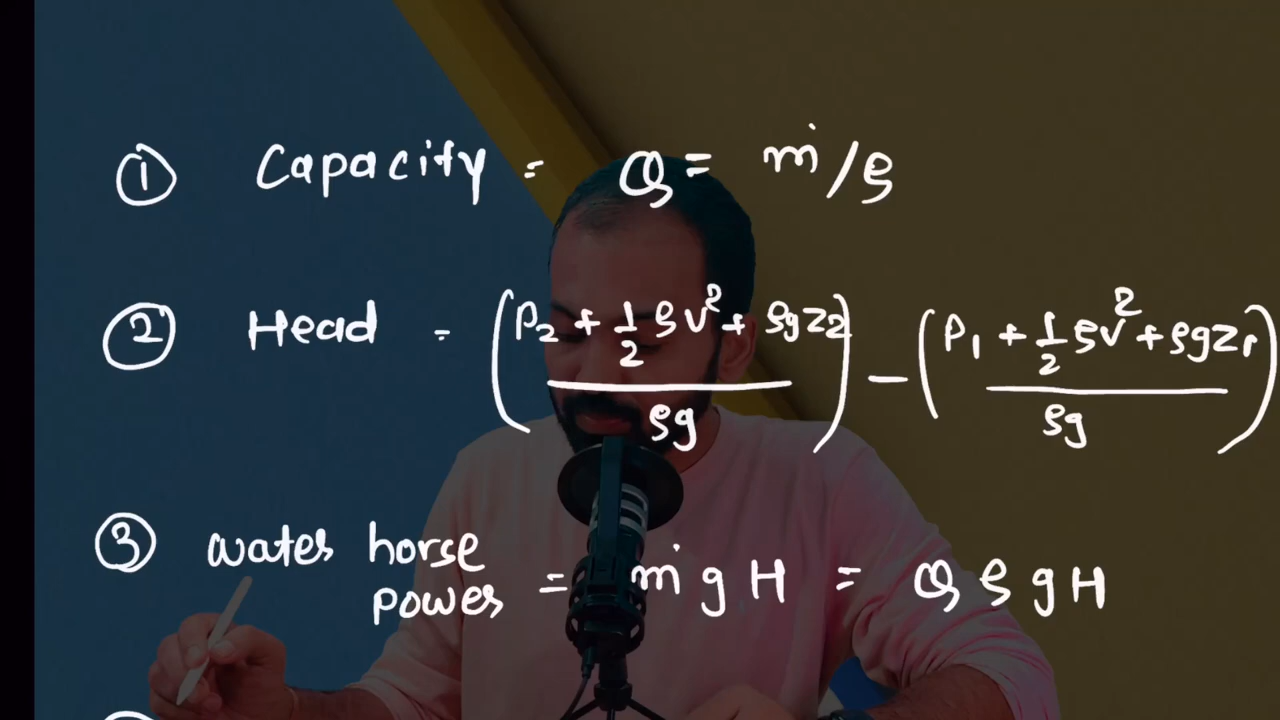 ① Capacity = Q = ṁ/ρ
② Head = (P₂ + ½ρv² + ρgz₂ / ρg) − (P₁ + ½ρv² + ρgz₁ / ρg)
③ water horse
power = ṁgH = QρgH